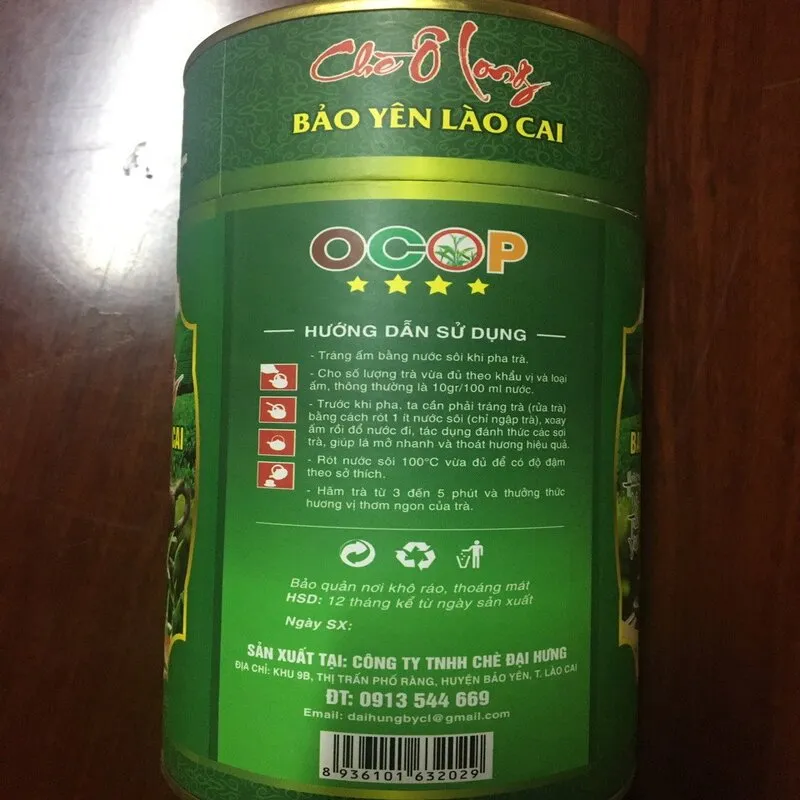 Chè Ô Long
BẢO YÊN LÀO CAI
OCOP
HƯỚNG DẪN SỬ DỤNG
- Tráng ấm bằng nước sôi khi pha trà.
- Cho số lượng trà vừa đủ theo khẩu vị và loại
ấm, thông thường là 10gr/100 ml nước.
- Trước khi pha, ta cần phải tráng trà (rửa trà)
bằng cách rót 1 ít nước sôi (chỉ ngập trà), xoay
ấm rồi đổ nước đi, tác dụng đánh thức các sợi
trà, giúp lá mở nhanh và thoát hương hiệu quả.
- Rót nước sôi 100°C vừa đủ để có độ đậm
theo sở thích.
- Hãm trà từ 3 đến 5 phút và thưởng thức
hương vị thơm ngon của trà.
Bảo quản nơi khô ráo, thoáng mát
HSD: 12 tháng kể từ ngày sản xuất
Ngày SX:
SẢN XUẤT TẠI: CÔNG TY TNHH CHÈ ĐẠI HƯNG
ĐỊA CHỈ: KHU 9B, THỊ TRẤN PHỐ RÀNG, HUYỆN BẢO YÊN, T. LÀO CAI
ĐT: 0913 544 669
Email: daihungbycl@gmail.com
8 936101 632029
CAI